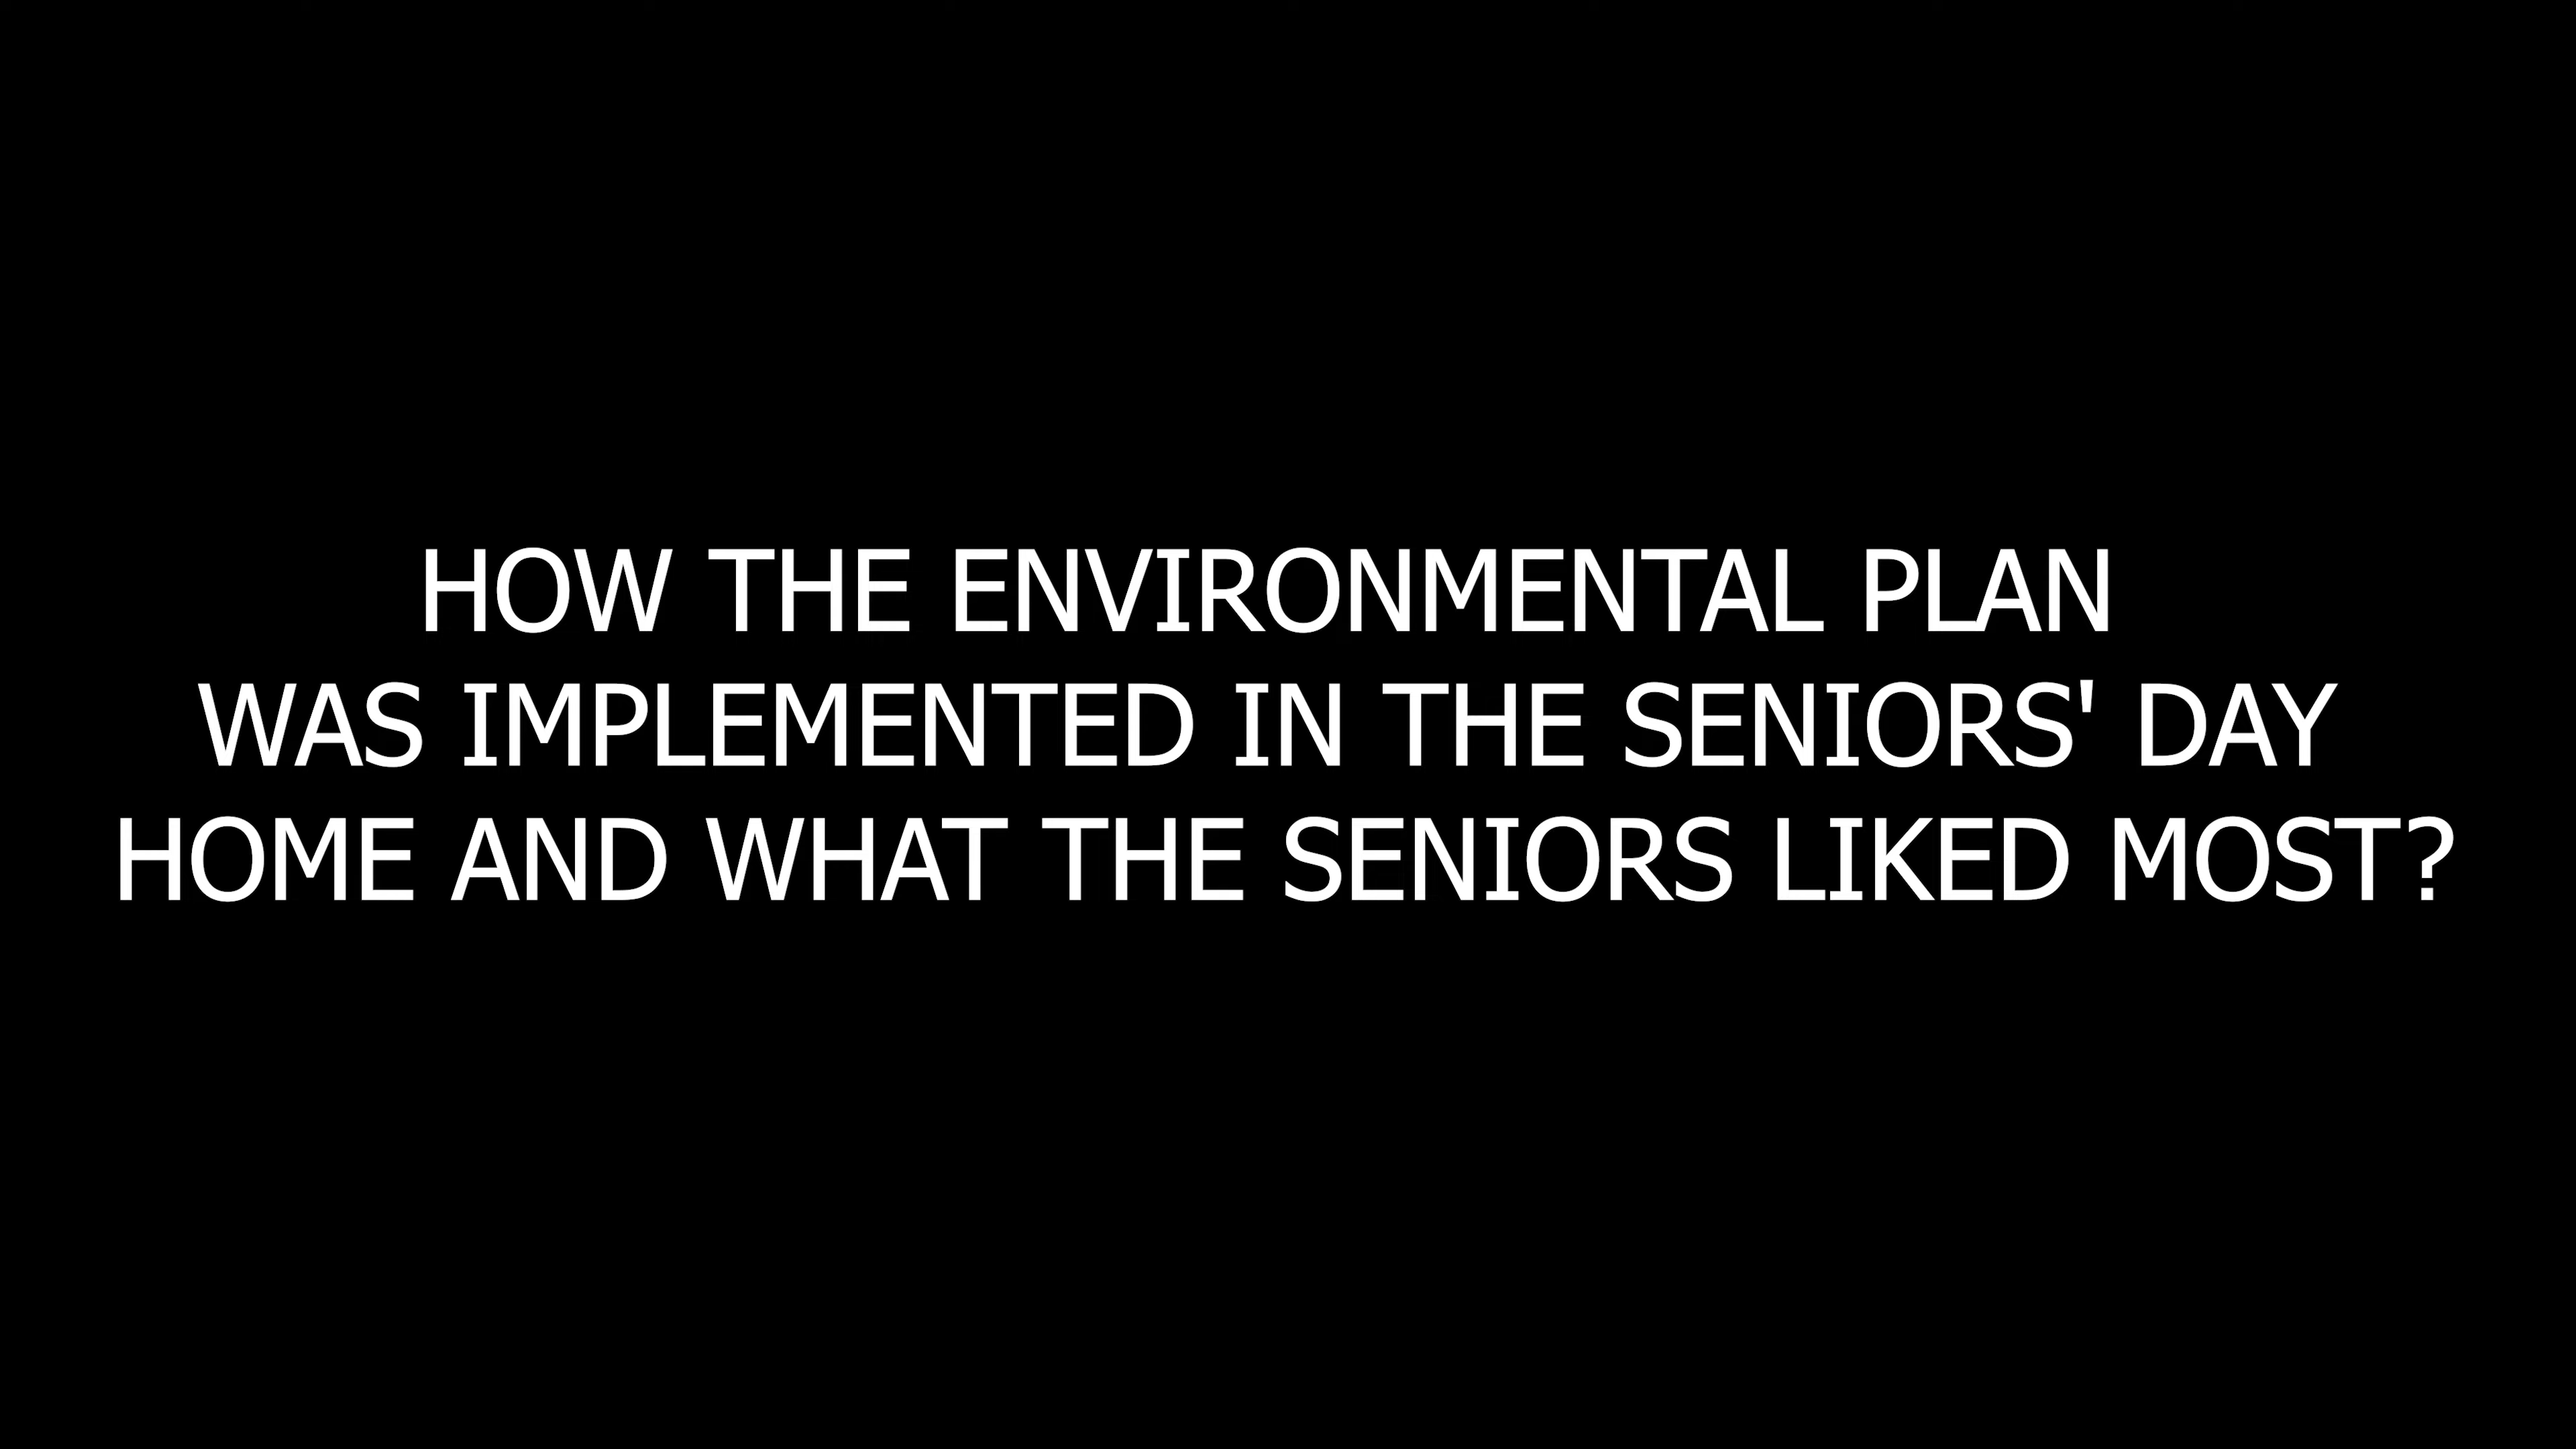 HOW THE ENVIRONMENTAL PLAN
WAS IMPLEMENTED IN THE SENIORS' DAY
HOME AND WHAT THE SENIORS LIKED MOST?